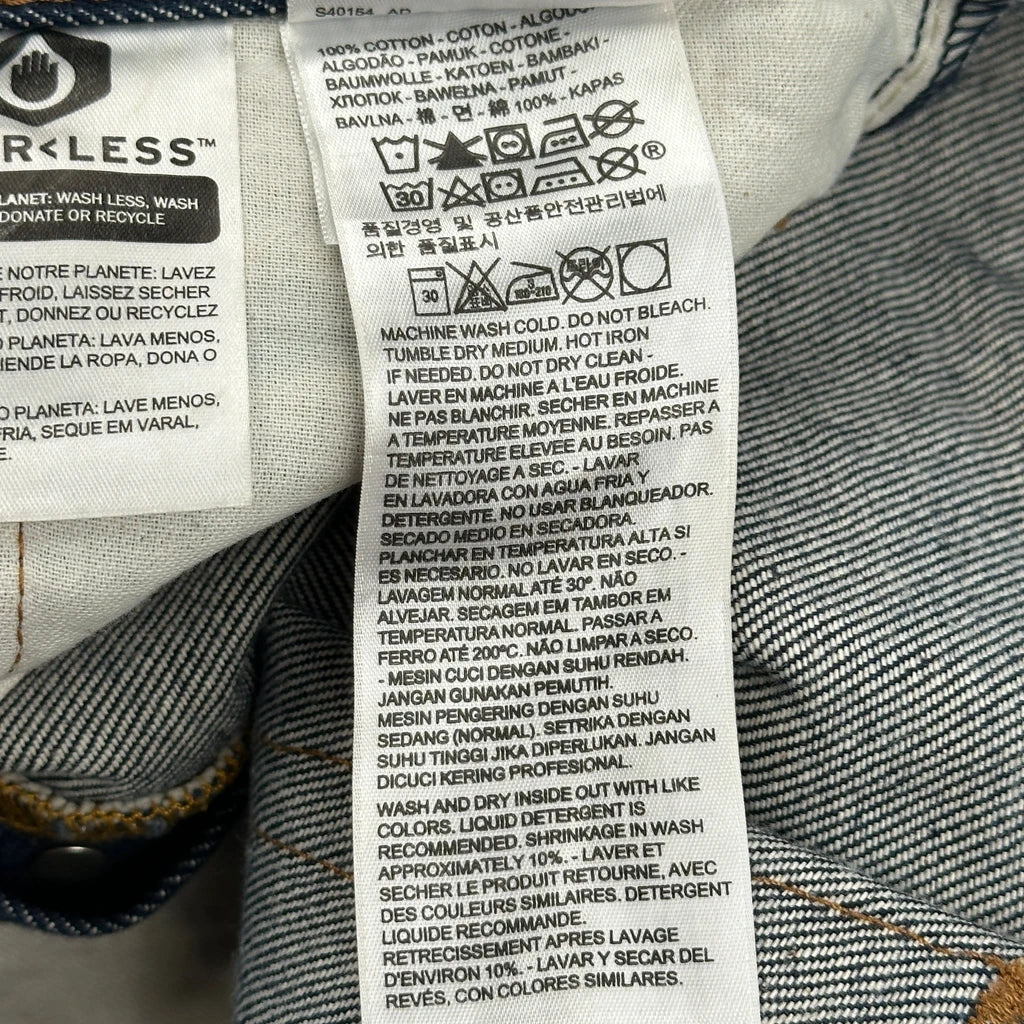 R<LESS™
LANET: WASH LESS, WASH
DONATE OR RECYCLE
E NOTRE PLANETE: LAVEZ
FROID, LAISSEZ SECHER
T, DONNEZ OU RECYCLEZ
O PLANETA: LAVA MENOS,
IENDE LA ROPA, DONA O
O PLANETA: LAVE MENOS,
FRIA, SEQUE EM VARAL,
E.
S40154 AD
100% COTTON - COTON - ALGODO
ALGODÃO - PAMUK - COTONE -
BAUMWOLLE - KATOEN - BAMBAKI -
ХЛОПОК - BAWEŁNA - PAMUT -
BAVLNA - 棉 - 면 - 綿 100% - KAPAS
30
®
품질경영 및 공산품안전관리법에
의한 품질표시
30
180~210
MACHINE WASH COLD. DO NOT BLEACH.
TUMBLE DRY MEDIUM. HOT IRON
IF NEEDED. DO NOT DRY CLEAN -
LAVER EN MACHINE A L'EAU FROIDE.
NE PAS BLANCHIR. SECHER EN MACHINE
A TEMPERATURE MOYENNE. REPASSER A
TEMPERATURE ELEVEE AU BESOIN. PAS
DE NETTOYAGE A SEC. - LAVAR
EN LAVADORA CON AGUA FRIA Y
DETERGENTE. NO USAR BLANQUEADOR.
SECADO MEDIO EN SECADORA.
PLANCHAR EN TEMPERATURA ALTA SI
ES NECESARIO. NO LAVAR EN SECO. -
LAVAGEM NORMAL ATÉ 30º. NÃO
ALVEJAR. SECAGEM EM TAMBOR EM
TEMPERATURA NORMAL. PASSAR A
FERRO ATÉ 200ºC. NÃO LIMPAR A SECO.
- MESIN CUCI DENGAN SUHU RENDAH.
JANGAN GUNAKAN PEMUTIH.
MESIN PENGERING DENGAN SUHU
SEDANG (NORMAL). SETRIKA DENGAN
SUHU TINGGI JIKA DIPERLUKAN. JANGAN
DICUCI KERING PROFESIONAL.
WASH AND DRY INSIDE OUT WITH LIKE
COLORS. LIQUID DETERGENT IS
RECOMMENDED. SHRINKAGE IN WASH
APPROXIMATELY 10%. - LAVER ET
SECHER LE PRODUIT RETOURNE, AVEC
DES COULEURS SIMILAIRES. DETERGENT
LIQUIDE RECOMMANDE.
RETRECISSEMENT APRES LAVAGE
D'ENVIRON 10%. - LAVAR Y SECAR DEL
REVÉS, CON COLORES SIMILARES.